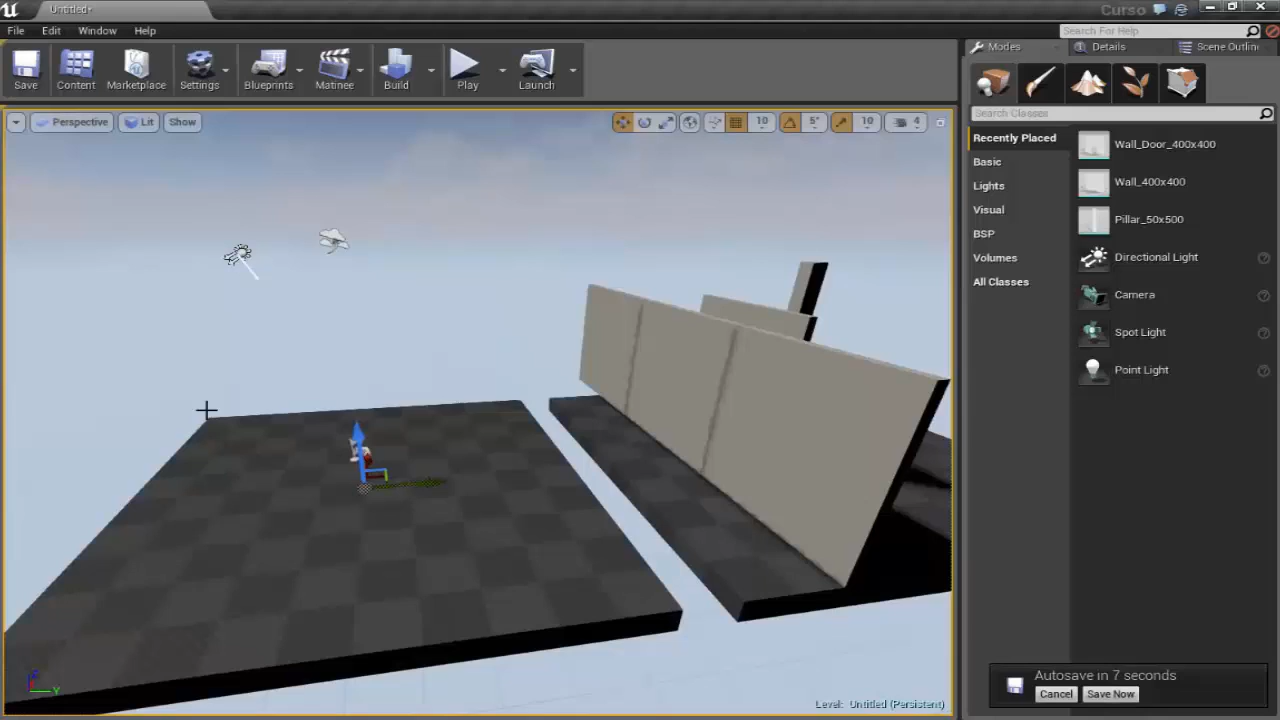 Untitled*
Curso
File Edit Window Help
Search For Help
Save Content Marketplace Settings Blueprints Matinee Build Play Launch
Modes Details Scene Outlin
Search Classes
Perspective Lit Show
10 5° 10 4
Recently Placed
Basic
Lights
Visual
BSP
Volumes
All Classes
Wall_Door_400x400
Wall_400x400
Pillar_50x500
Directional Light
Camera
Spot Light
Point Light
Autosave in 7 seconds
Cancel Save Now
Y
Level: Untitled (Persistent)